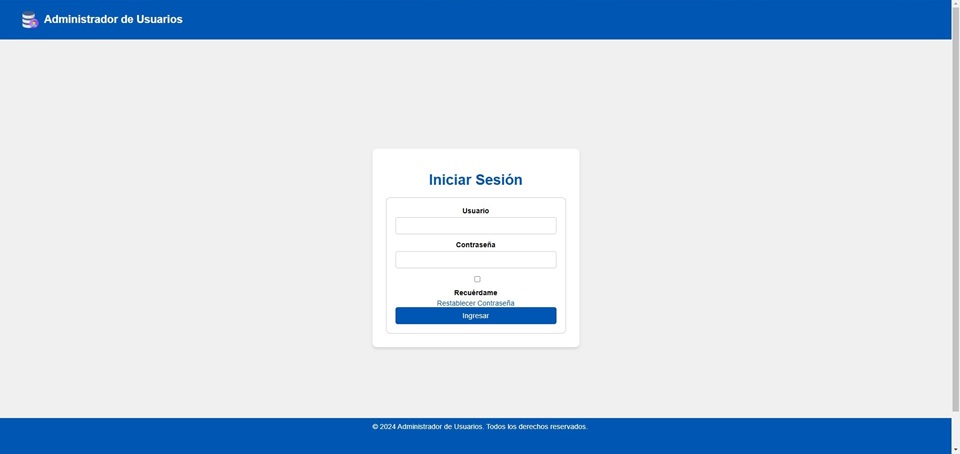 Administrador de Usuarios
Iniciar Sesión
Usuario
Contraseña
Recuérdame
Restablecer Contraseña
Ingresar
© 2024 Administrador de Usuarios. Todos los derechos reservados.